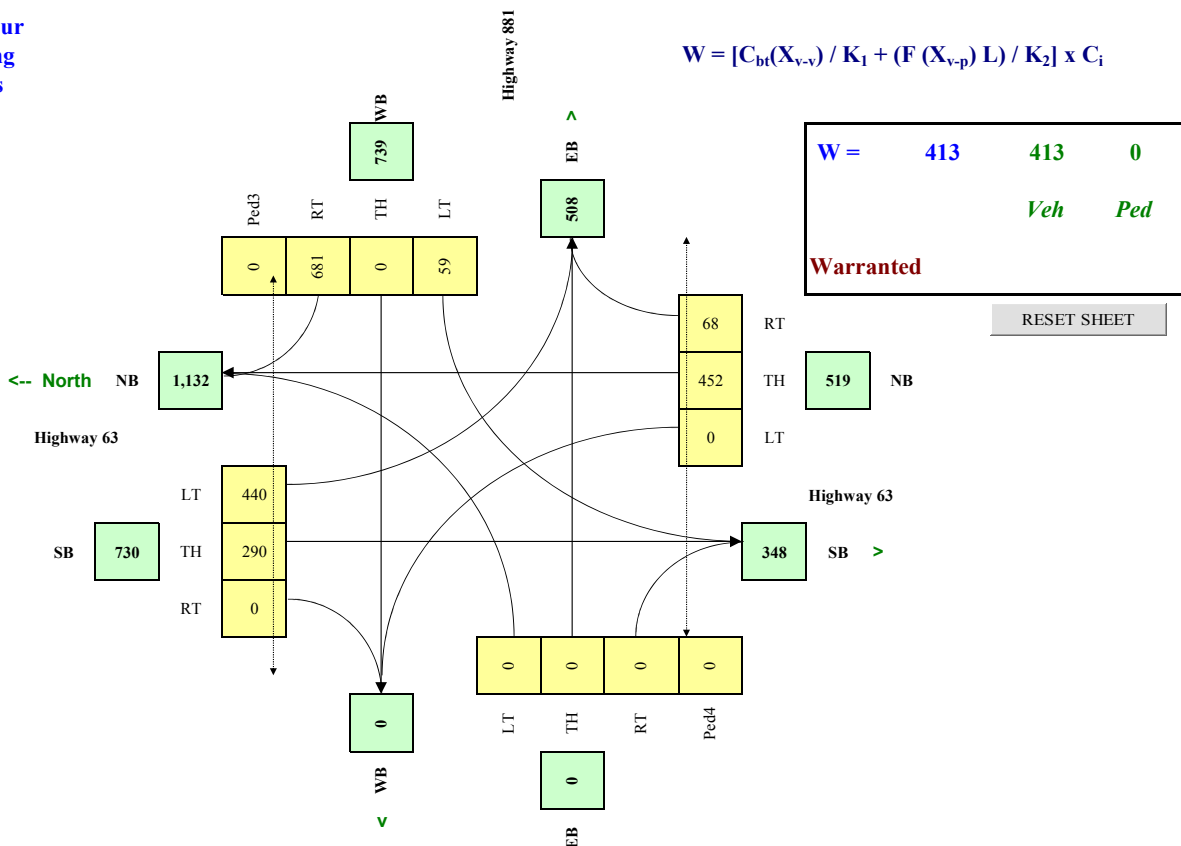 ur
ng
s
Highway 881
W = [Cbt(Xv-v) / K1 + (F (Xv-p) L) / K2] x Ci
WB
739
^
EB
508
W = 413 413 0
Veh Ped
Warranted
RESET SHEET
Ped3 RT TH LT
0 681 0 59
68 RT
452 TH 519 NB
0 LT
<-- North NB 1,132
Highway 63
Highway 63
LT 440
SB 730 TH 290
RT 0
348 SB >
0 0 0 0
LT TH RT Ped4
0
WB
v
0
EB